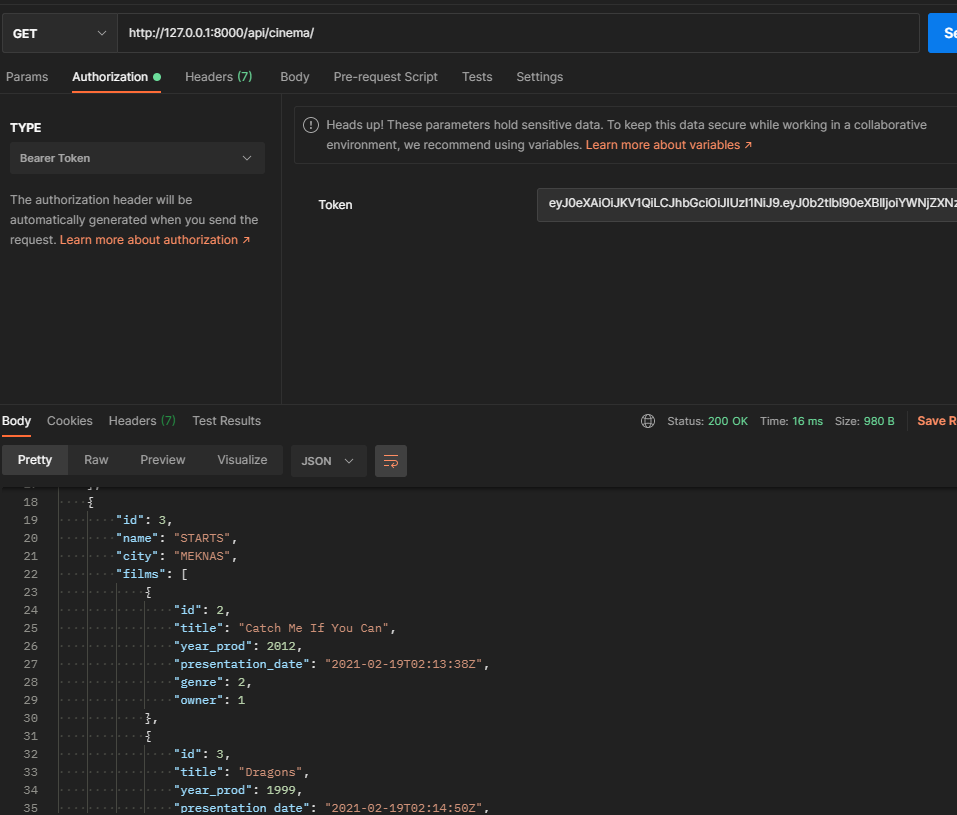 GET http://127.0.0.1:8000/api/cinema/
Params Authorization Headers (7) Body Pre-request Script Tests Settings
TYPE
Bearer Token
The authorization header will be
automatically generated when you send the
request. Learn more about authorization ↗
Heads up! These parameters hold sensitive data. To keep this data secure while working in a collaborative
environment, we recommend using variables. Learn more about variables ↗
Token
Body Cookies Headers (7) Test Results Status: 200 OK Time: 16 ms Size: 980 B Save R
Pretty Raw Preview Visualize JSON
18 {
19 "id": 3,
20 "name": "STARTS",
21 "city": "MEKNAS",
22 "films": [
23 {
24 "id": 2,
25 "title": "Catch Me If You Can",
26 "year_prod": 2012,
27 "presentation_date": "2021-02-19T02:13:38Z",
28 "genre": 2,
29 "owner": 1
30 },
31 {
32 "id": 3,
33 "title": "Dragons",
34 "year_prod": 1999,
35 "presentation_date": "2021-02-19T02:14:50Z",